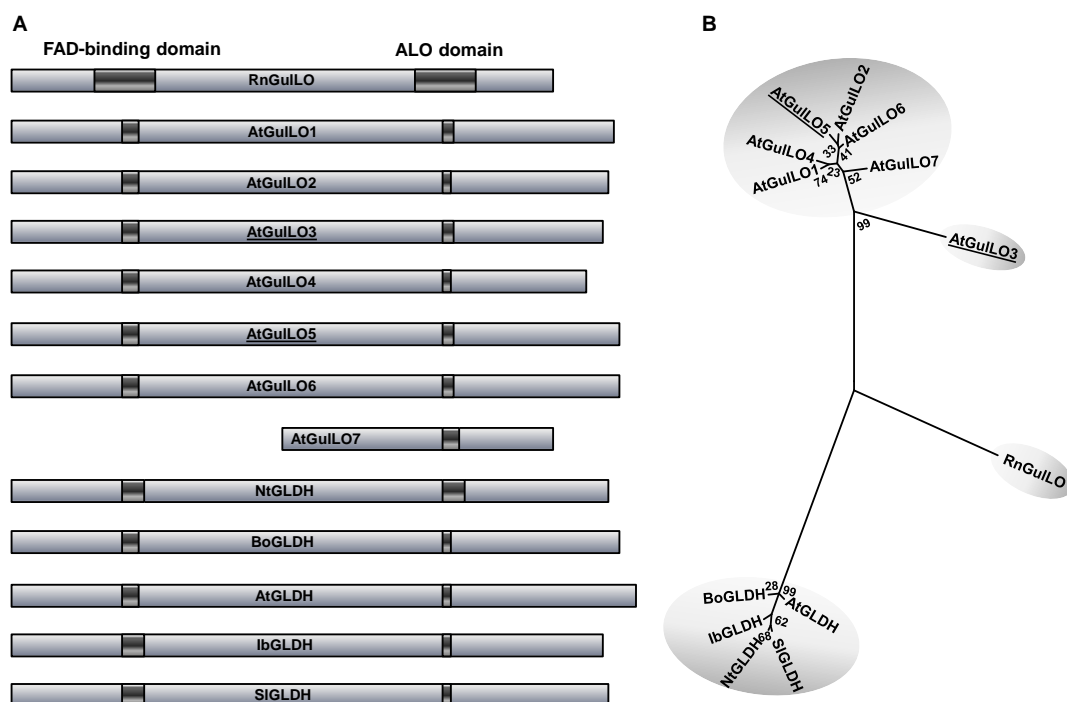 A
FAD-binding domain
ALO domain
RnGulLO
AtGulLO1
AtGulLO2
AtGulLO3
AtGulLO4
AtGulLO5
AtGulLO6
AtGulLO7
NtGLDH
BoGLDH
AtGLDH
IbGLDH
SlGLDH
B
AtGulLO5
AtGulLO2
AtGulLO6
33
41
AtGulLO4
AtGulLO1
74
23
52
AtGulLO7
99
AtGulLO3
RnGulLO
BoGLDH
28
99
AtGLDH
IbGLDH
62
68
NtGLDH
SlGLDH